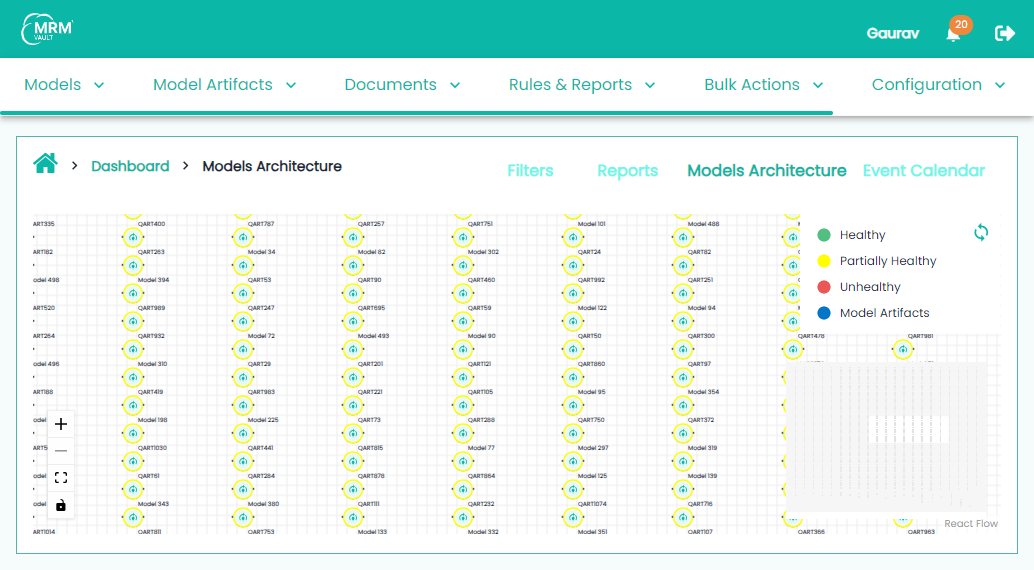 MRM
VAULT
Gaurav 20
Models Model Artifacts Documents Rules & Reports Bulk Actions Configuration
Dashboard Models Architecture Filters Reports Models Architecture Event Calendar
ART335 QART400 QART787 QART257 QART751 Model 101 Model 488
Healthy
ART182 QART263 Model 34 Model 82 Model 302 QART24 QART82
Partially Healthy
odel 498 Model 394 QART53 QART90 QART460 QART992 QART251
Unhealthy
ART520 QART989 QART247 QART695 QART59 Model 122 Model 94
Model Artifacts
ART264 QART932 Model 72 Model 493 Model 90 QART50 QART300 QART478 QART981
odel 496 Model 310 QART29 QART201 QART121 QART860 QART97
ART188 QART419 QART983 QART221 QART105 Model 95 Model 354
odel Model 198 Model 225 QART73 QART288 QART750 QART372
ART5 QART1030 QART441 QART815 Model 77 Model 297 Model 319
odel QART61 QART284 QART878 QART864 Model 125 Model 139
odel Model 343 Model 380 QART111 QART232 QART1074 QART716
React Flow
ART1014 QART811 QART753 Model 133 Model 332 Model 351 QART107 QART366 QART963